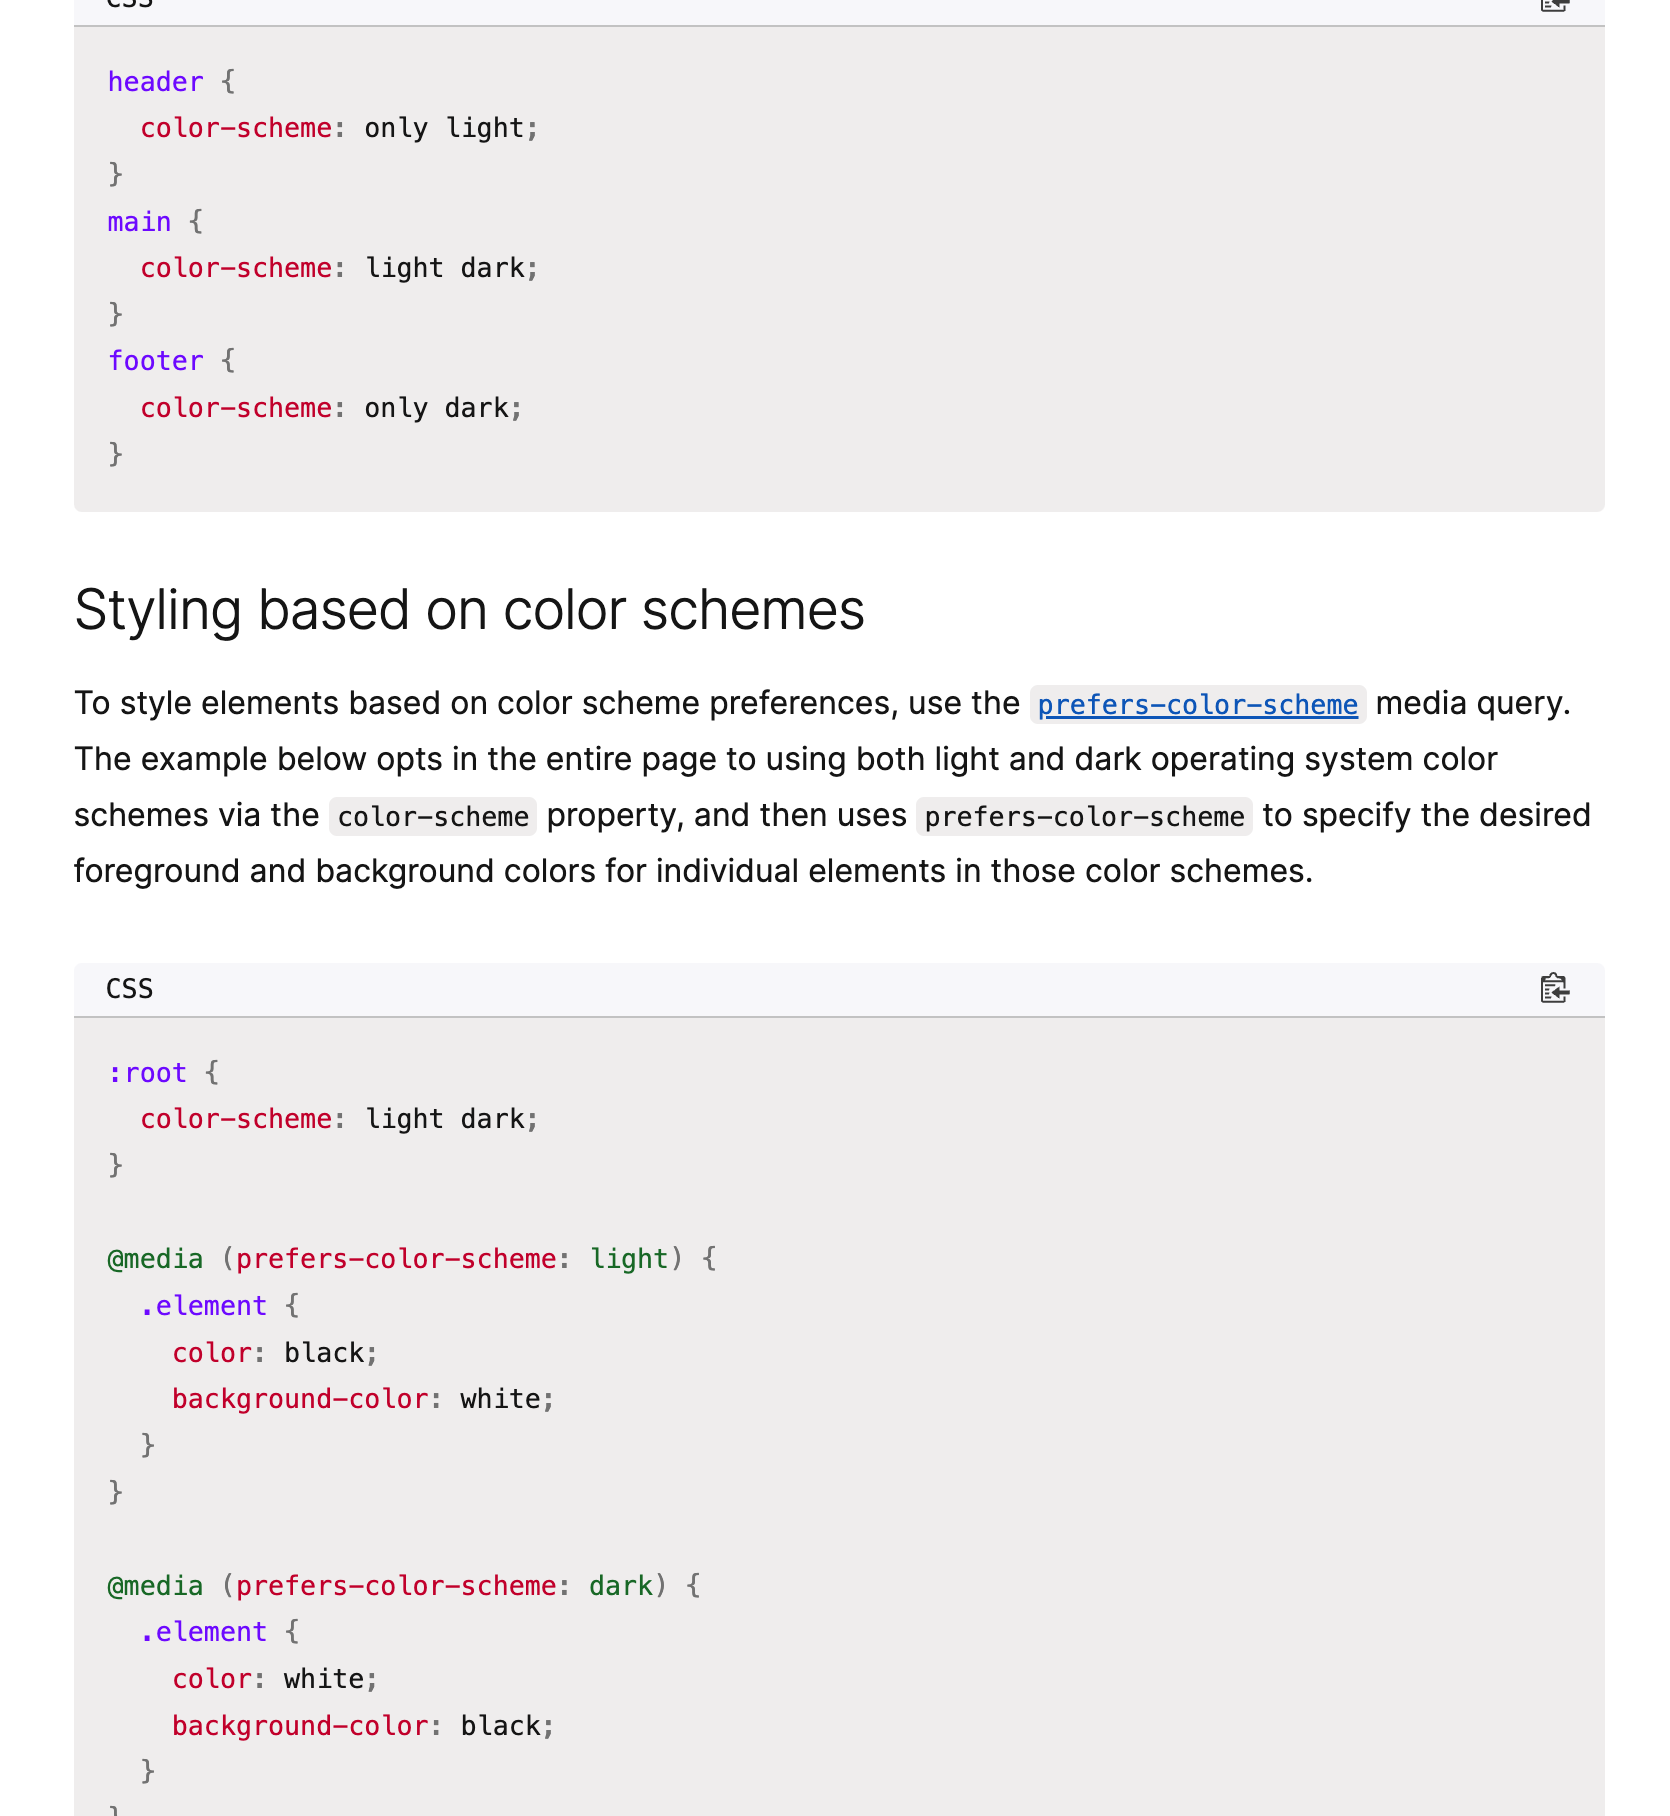 CSS
header {
  color-scheme: only light;
}
main {
  color-scheme: light dark;
}
footer {
  color-scheme: only dark;
}
Styling based on color schemes
To style elements based on color scheme preferences, use the prefers-color-scheme media query.
The example below opts in the entire page to using both light and dark operating system color
schemes via the color-scheme property, and then uses prefers-color-scheme to specify the desired
foreground and background colors for individual elements in those color schemes.
CSS
:root {
  color-scheme: light dark;
}

@media (prefers-color-scheme: light) {
  .element {
    color: black;
    background-color: white;
  }
}

@media (prefers-color-scheme: dark) {
  .element {
    color: white;
    background-color: black;
  }
}